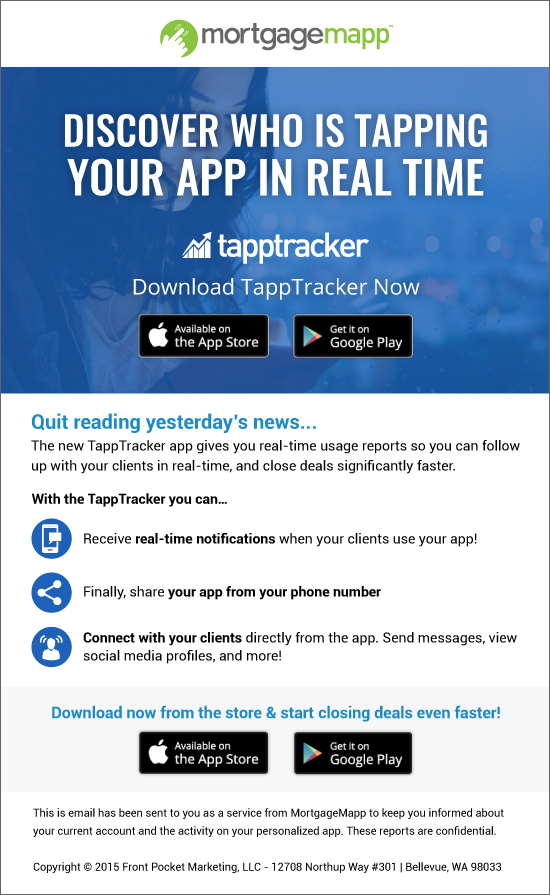 mortgagemapp™
DISCOVER WHO IS TAPPING
YOUR APP IN REAL TIME
tapptracker
Download TappTracker Now
Available on
the App Store
Get it on
Google Play
Quit reading yesterday's news...
The new TappTracker app gives you real-time usage reports so you can follow
up with your clients in real-time, and close deals significantly faster.
With the TappTracker you can...
Receive real-time notifications when your clients use your app!
Finally, share your app from your phone number
Connect with your clients directly from the app. Send messages, view
social media profiles, and more!
Download now from the store & start closing deals even faster!
Available on
the App Store
Get it on
Google Play
This is email has been sent to you as a service from MortgageMapp to keep you informed about
your current account and the activity on your personalized app. These reports are confidential.
Copyright © 2015 Front Pocket Marketing, LLC - 12708 Northup Way #301 | Bellevue, WA 98033